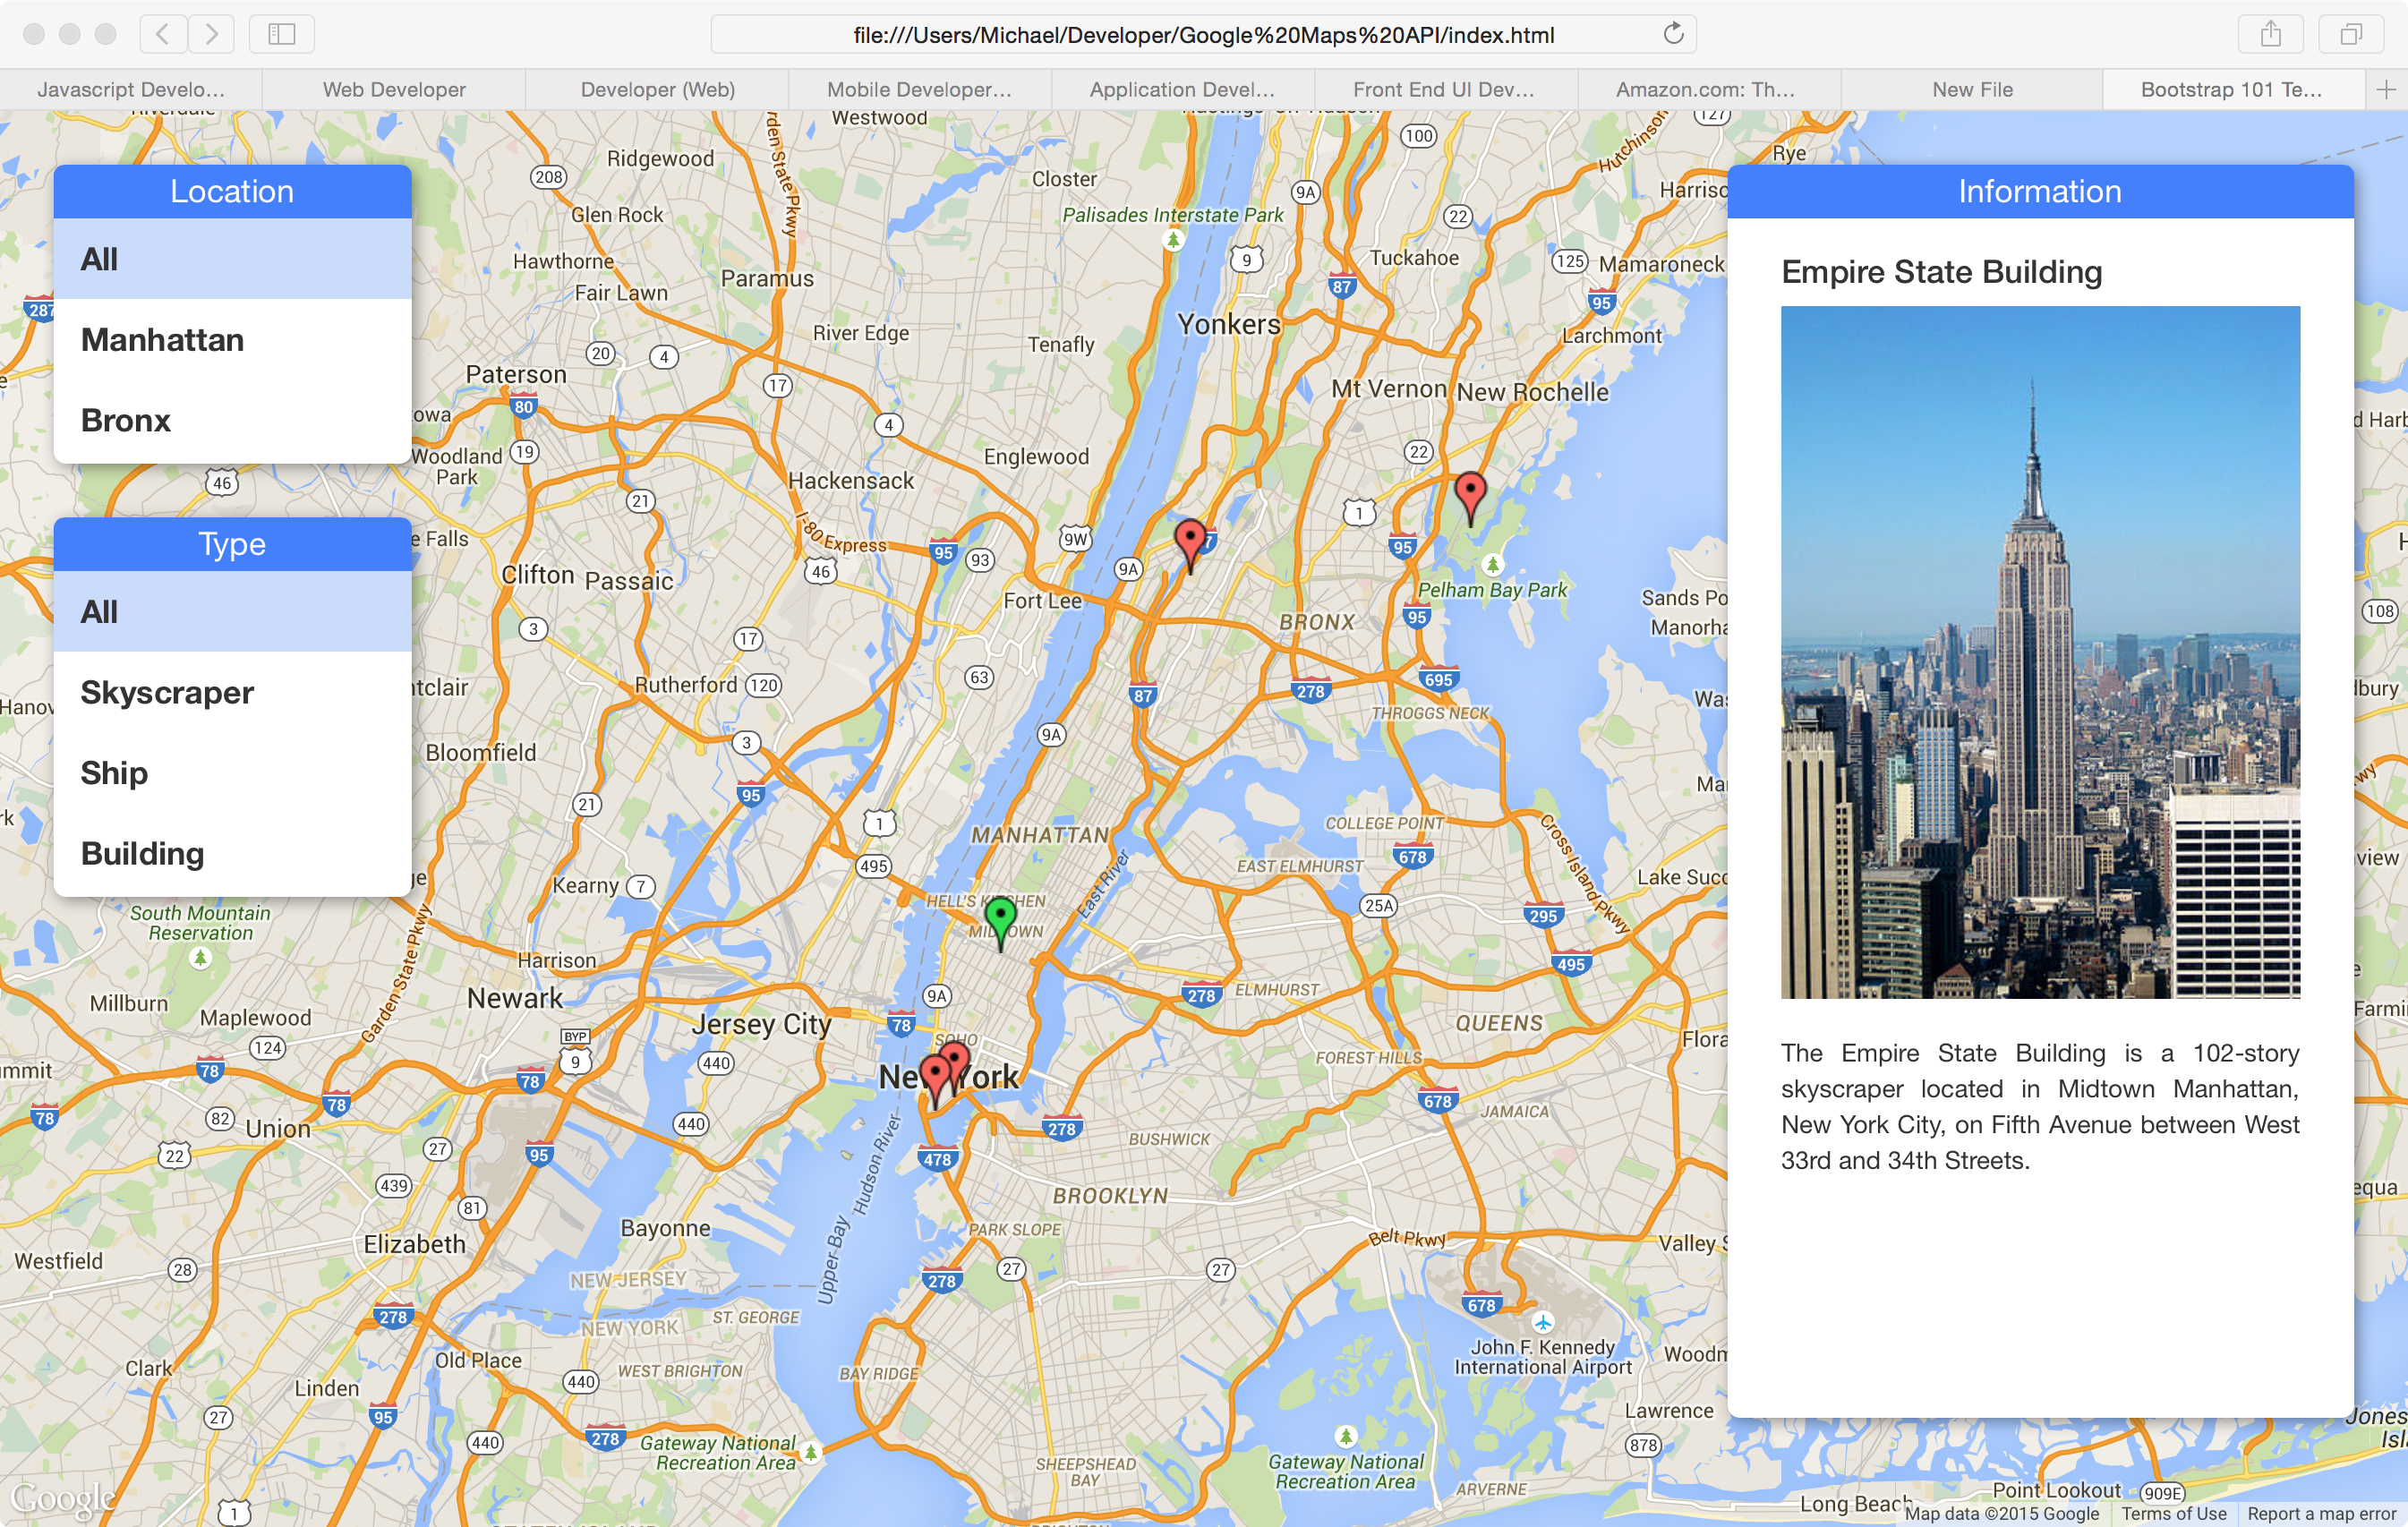 file:///Users/Michael/Developer/Google%20Maps%20API/index.html
Javascript Develo...
Web Developer
Developer (Web)
Mobile Developer...
Application Devel...
Front End UI Dev...
Amazon.com: Th...
New File
Bootstrap 101 Te...
Location
All
Manhattan
Bronx
Type
All
Skyscraper
Ship
Building
Information
Empire State Building
The Empire State Building is a 102-story
skyscraper located in Midtown Manhattan,
New York City, on Fifth Avenue between West
33rd and 34th Streets.
Westwood
Ridgewood
Closter
Glen Rock
Palisades Interstate Park
Hawthorne
Paramus
Fair Lawn
River Edge
Tenafly
Yonkers
Tuckahoe
Rye
Mamaroneck
Larchmont
Hutchinson
Paterson
Mt Vernon
New Rochelle
Woodland
Park
Englewood
Hackensack
I-80 Express
Clifton
Passaic
Fort Lee
Pelham Bay Park
BRONX
Rutherford
THROGGS NECK
Bloomfield
MANHATTAN
COLLEGE POINT
EAST ELMHURST
East River
Cross Island Pkwy
Kearny
South Mountain
Reservation
Garden State Pkwy
Harrison
Newark
Millburn
Maplewood
Jersey City
SOHO
ELMHURST
QUEENS
FOREST HILLS
Union
JAMAICA
BUSHWICK
Hudson River
Upper Bay
BROOKLYN
PARK SLOPE
Bayonne
Elizabeth
Westfield
Belt Pkwy
NEW JERSEY
NEW YORK
ST. GEORGE
WEST BRIGHTON
BAY RIDGE
Old Place
Clark
Linden
John F. Kennedy
International Airport
Lawrence
Gateway National
Recreation Area
SHEEPSHEAD
BAY
Gateway National
Recreation Area
ARVERNE
Long Beach
Point Lookout
Google
Map data ©2015 Google
Terms of Use
Report a map error